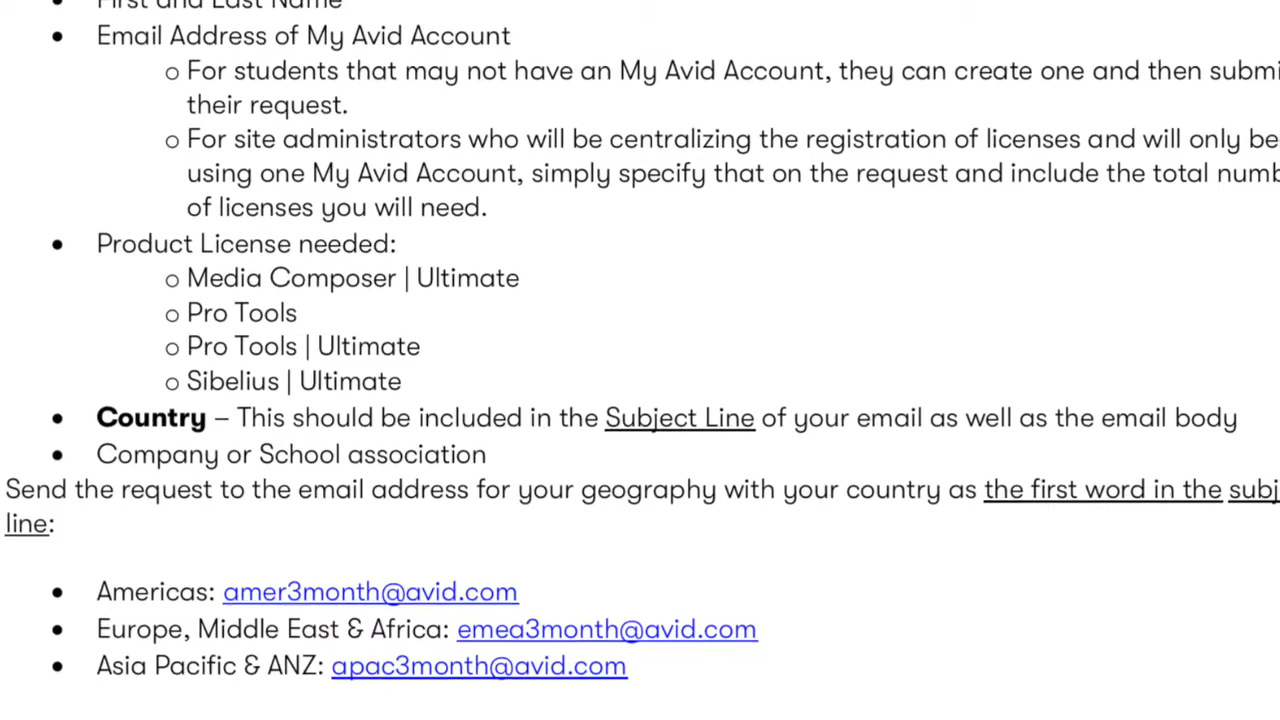 • First and Last Name
• Email Address of My Avid Account
o For students that may not have an My Avid Account, they can create one and then
their request.
o For site administrators who will be centralizing the registration of licenses and will only be
using one My Avid Account, simply specify that on the request and include the total
of licenses you will need.
• Product License needed:
o Media Composer | Ultimate
o Pro Tools
o Pro Tools | Ultimate
o Sibelius | Ultimate
• Country – This should be included in the Subject Line of your email as well as the email body
• Company or School association
Send the request to the email address for your geography with your country as the first word in the
line:
• Americas: amer3month@avid.com
• Europe, Middle East & Africa: emea3month@avid.com
• Asia Pacific & ANZ: apac3month@avid.com